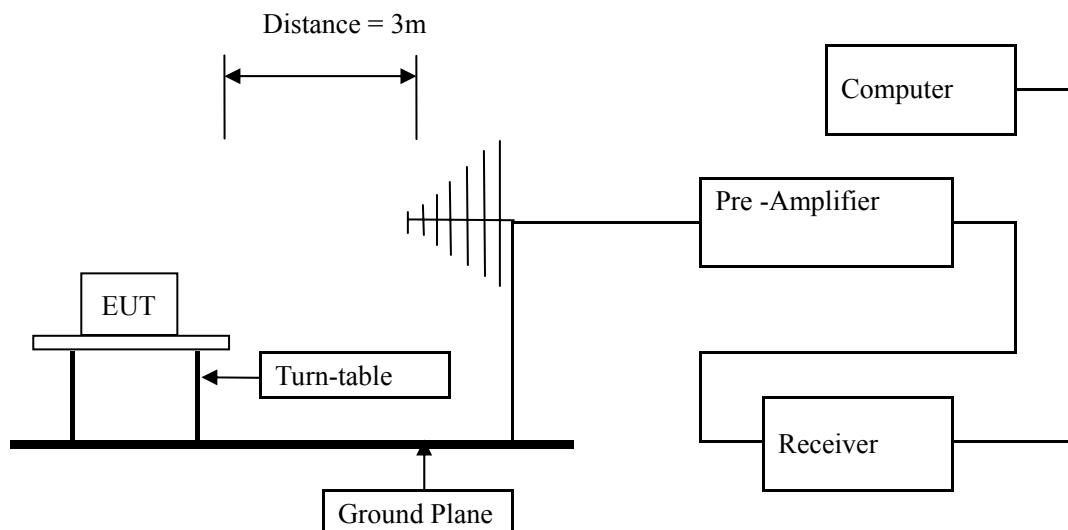 Distance = 3m
Computer
Pre -Amplifier
EUT
Turn-table
Receiver
Ground Plane